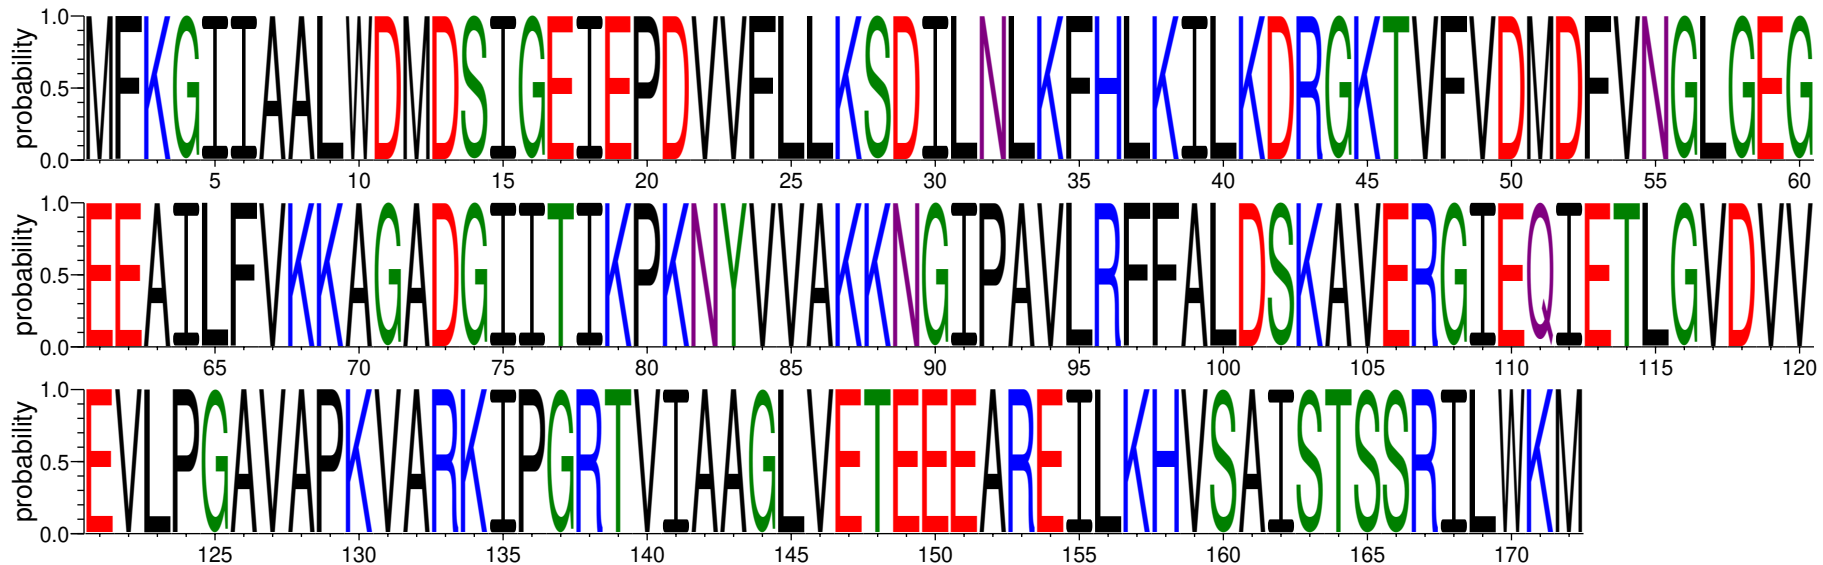 probability
1.0
0.5
0.0
MFKGIIAALWDMDSIGEIEPDVVFLLKSDILNLKFHLKILKDRGKTVFVDMDFVNGLGEG
5 10 15 20 25 30 35 40 45 50 55 60
probability
1.0
0.5
0.0
EEAILFVKKAGADGIITIKPKNYVVAKKNGIPAVLRFFALDSKAVERGIEQIETLGVDVV
65 70 75 80 85 90 95 100 105 110 115 120
probability
1.0
0.5
0.0
EVLPGAVAPKVARKIPGRTVIAAGLVETEEEAREILKHVSAISTSSRILWKM
125 130 135 140 145 150 155 160 165 170